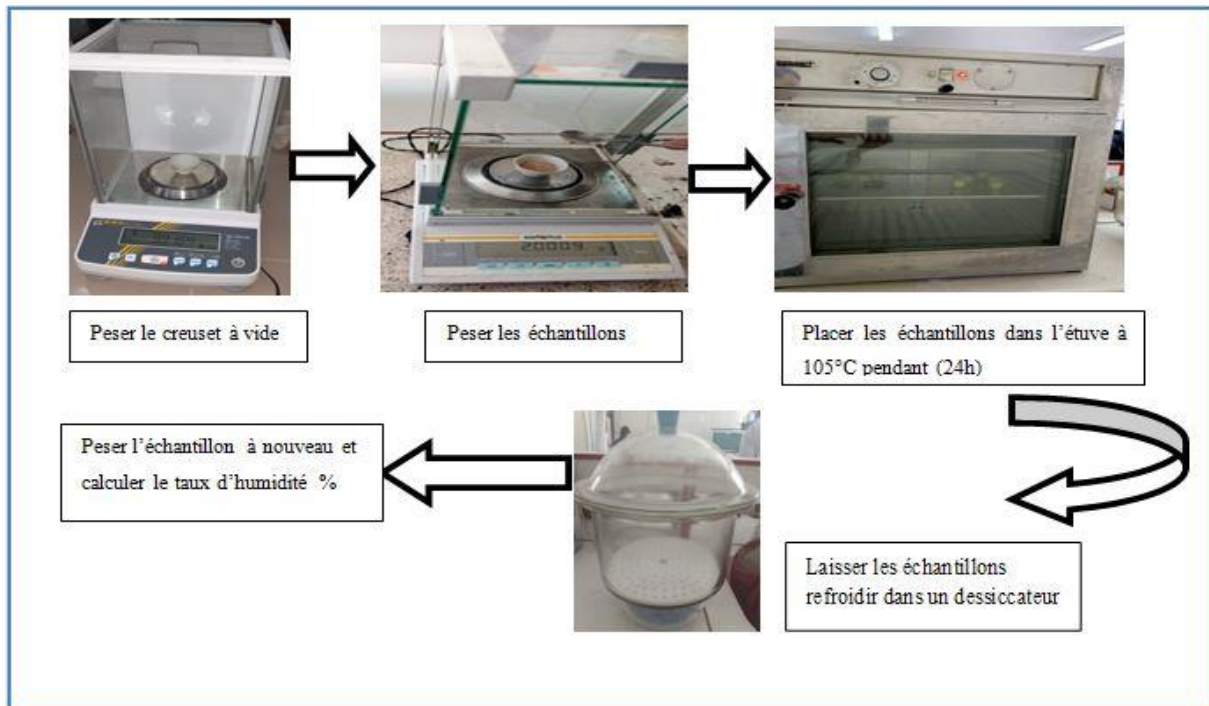 Peser le creuset à vide
Peser les échantillons
Placer les échantillons dans l’étuve à
105°C pendant (24h)
Peser l’échantillon à nouveau et
calculer le taux d’humidité %
Laisser les échantillons
refroidir dans un dessiccateur